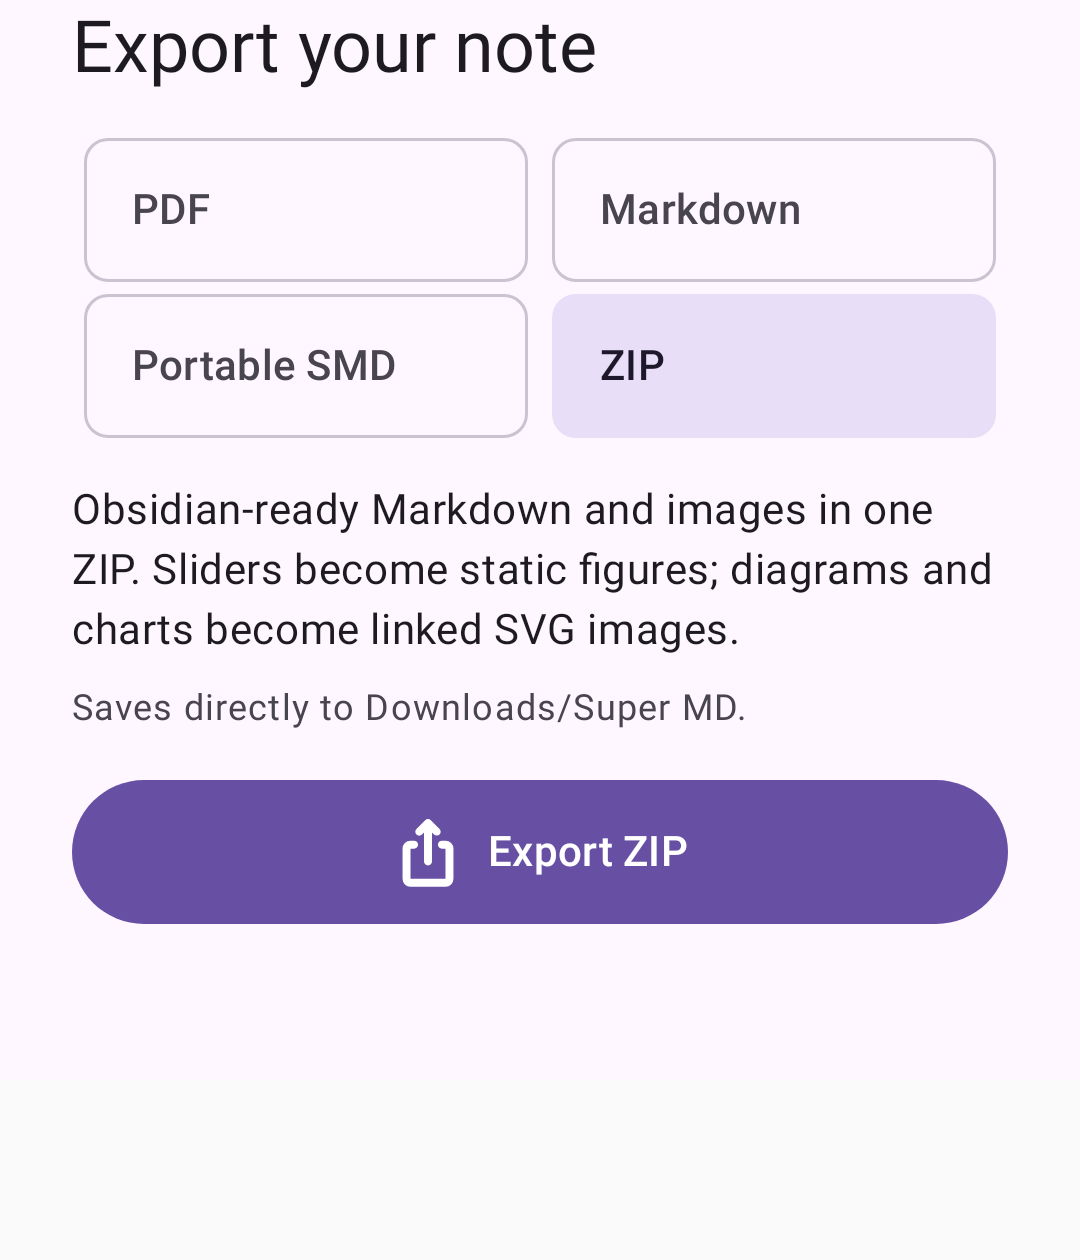 Export your note
PDF
Markdown
Portable SMD
ZIP
Obsidian-ready Markdown and images in one
ZIP. Sliders become static figures; diagrams and
charts become linked SVG images.
Saves directly to Downloads/Super MD.
Export ZIP